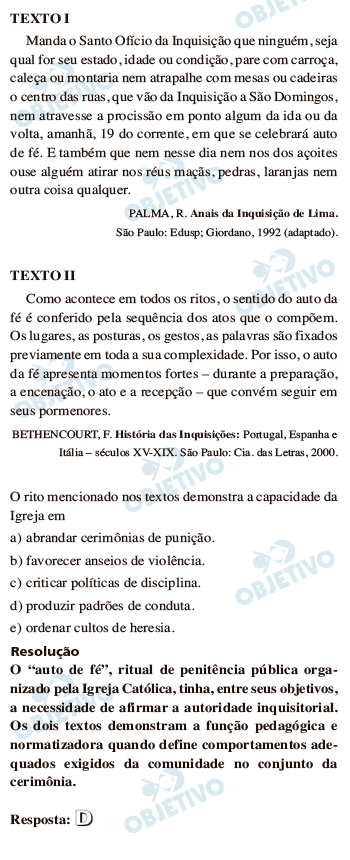 TEXTO I
Manda o Santo Ofício da Inquisição que ninguém, seja
qual for seu estado, idade ou condição, pare com carroça,
caleça ou montaria nem atrapalhe com mesas ou cadeiras
o centro das ruas, que vão da Inquisição a São Domingos,
nem atravesse a procissão em ponto algum da ida ou da
volta, amanhã, 19 do corrente, em que se celebrará auto
de fé. E também que nem nesse dia nem nos dos açoites
ouse alguém atirar nos réus maçãs, pedras, laranjas nem
outra coisa qualquer.
PALMA, R. Anais da Inquisição de Lima.
São Paulo: Edusp; Giordano, 1992 (adaptado).
TEXTO II
Como acontece em todos os ritos, o sentido do auto da
fé é conferido pela sequência dos atos que o compõem.
Os lugares, as posturas, os gestos, as palavras são fixados
previamente em toda a sua complexidade. Por isso, o auto
da fé apresenta momentos fortes – durante a preparação,
a encenação, o ato e a recepção – que convém seguir em
seus pormenores.
BETHENCOURT, F. História das Inquisições: Portugal, Espanha e
Itália – séculos XV-XIX. São Paulo: Cia. das Letras, 2000.
O rito mencionado nos textos demonstra a capacidade da
Igreja em
a) abrandar cerimônias de punição.
b) favorecer anseios de violência.
c) criticar políticas de disciplina.
d) produzir padrões de conduta.
e) ordenar cultos de heresia.
Resolução
O “auto de fé”, ritual de penitência pública orga-
nizado pela Igreja Católica, tinha, entre seus objetivos,
a necessidade de afirmar a autoridade inquisitorial.
Os dois textos demonstram a função pedagógica e
normatizadora quando define comportamentos ade-
quados exigidos da comunidade no conjunto da
cerimônia.
Resposta: D
OBJETIVO
OBJETIVO
OBJETIVO
OBJETIVO
OBJETIVO
OBJETIVO
OBJETIVO
OBJETIVO